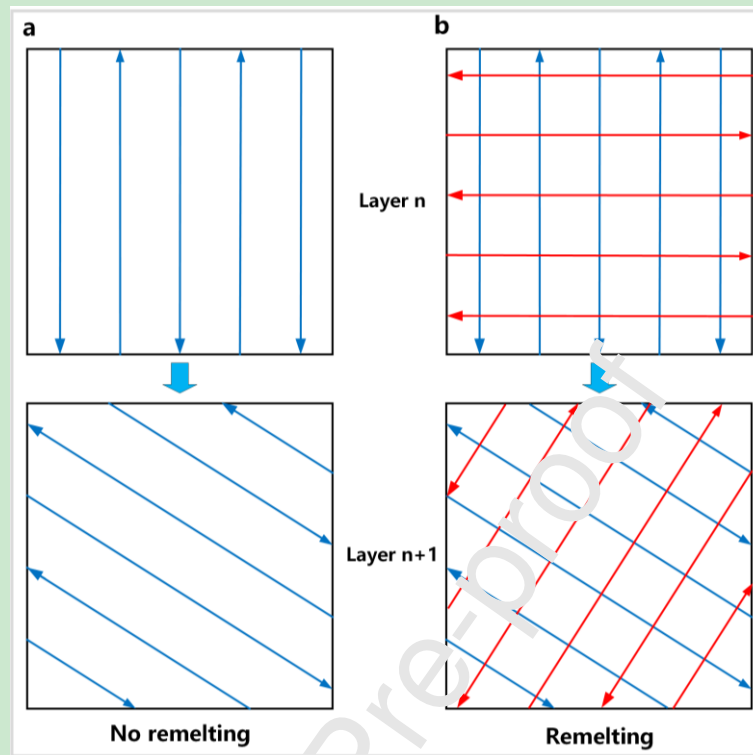 a
b
Layer n
Layer n+1
No remelting
Remelting
Pre-proof